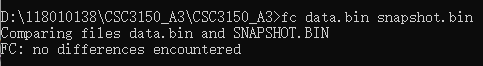 D:\118010138\CSC3150_A3\CSC3150_A3>fc data.bin snapshot.bin
Comparing files data.bin and SNAPSHOT.BIN
FC: no differences encountered